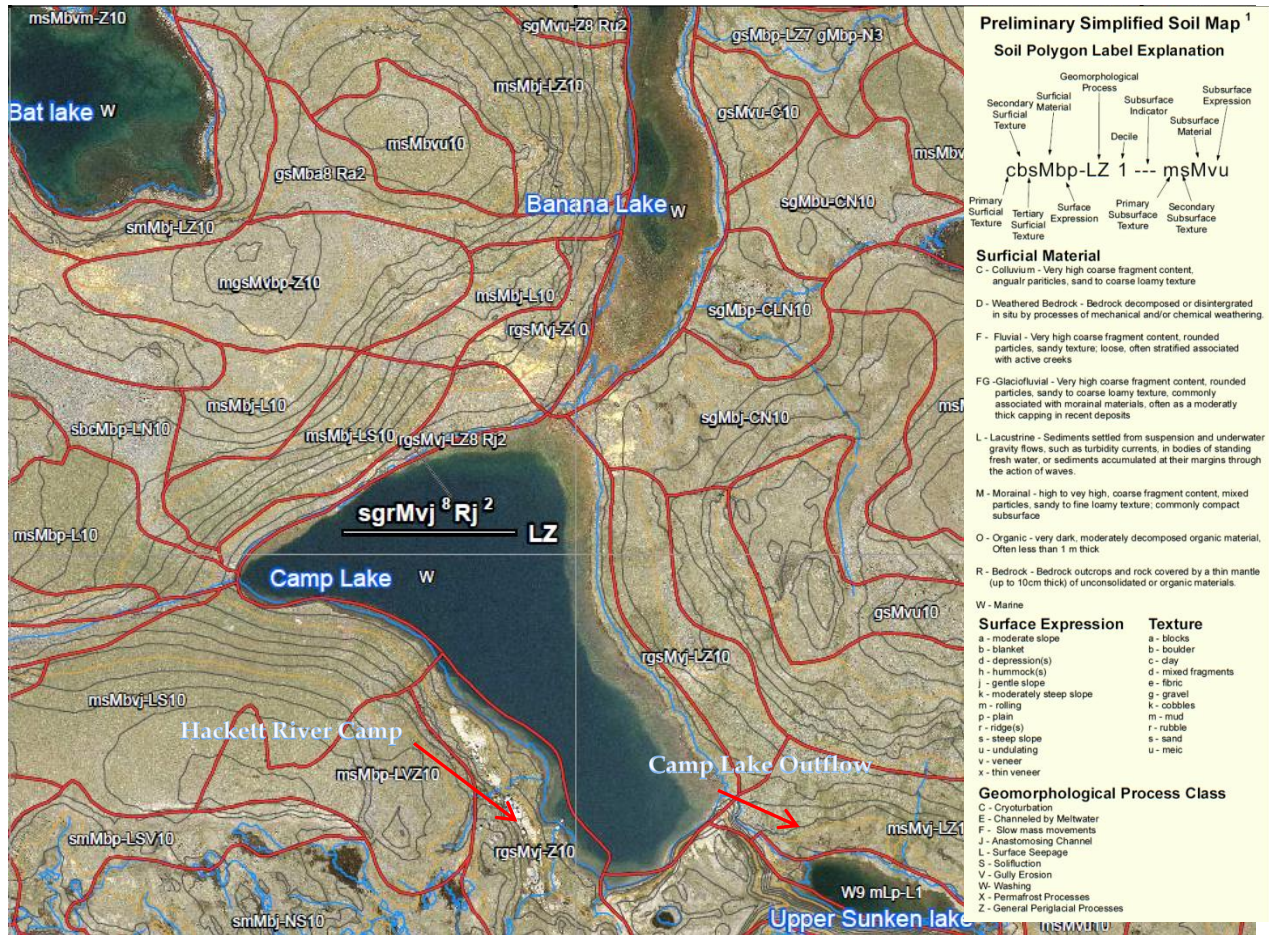 msMbvm-Z10
sgMvu-Z8 Ru2
gsMbp-LZ7 gMbp-N3
msMbj-LZ10
Bat lake W
gsMvu-C10
msMbvu10
msMbv
gsMba8 Ra2
Banana Lake W
sgMbu-CN10
smMbj-LZ10
mgsMvbp-Z10
msMbj-L10
sgMbp-CLN10
rgsMvj-Z10
msMbj-L10
sbcMbp-LN10
msMbj-LS10
rgsMvj-LZ8 Rj2
sgMbj-CN10
sgrMvj 8 Rj 2
LZ
msMbp-L10
Camp Lake W
gsMvu10
rgsMvj-LZ10
msMbvj-LS10
Hackett River Camp
msMbp-LVZ10
Camp Lake Outflow
smMbp-LSV10
msMvj-LZ1
rgsMvj-Z10
W9 mLp-L1
smMbj-NS10
Upper Sunken lake
msMvu10
Preliminary Simplified Soil Map 1
Soil Polygon Label Explanation
Geomorphological
Process
Surficial
Material
Secondary
Surficial
Texture
Subsurface
Indicator
Decile
Subsurface
Material
Subsurface
Expression
cbsMbp-LZ 1 --- msMvu
Primary
Surficial
Texture
Tertiary
Surficial
Texture
Surface
Expression
Primary
Subsurface
Texture
Secondary
Subsurface
Texture
Surficial Material
C - Colluvium - Very high coarse fragment content,
angualr pariticles, sand to coarse loamy texture
D - Weathered Bedrock - Bedrock decomposed or disintergrated
in situ by processes of mechanical and/or chemical weathering.
F - Fluvial - Very high coarse fragment content, rounded
particles, sandy texture; loose, often stratified associated
with active creeks
FG -Glaciofluvial - Very high coarse fragment content, rounded
particles, sandy to coarse loamy texture, commonly
associated with morainal materials, often as a moderatly
thick capping in recent deposits
L - Lacustrine - Sediments settled from suspension and underwater
gravity flows, such as turbidity currents, in bodies of standing
fresh water, or sediments accumulated at their margins through
the action of waves.
M - Morainal - high to vey high, coarse fragment content, mixed
particles, sandy to fine loamy texture; commonly compact
subsurface
O - Organic - very dark, moderately decomposed organic material,
Often less than 1 m thick
R - Bedrock - Bedrock outcrops and rock covered by a thin mantle
(up to 10cm thick) of unconsolidated or organic materials.
W - Marine
Surface Expression
a - moderate slope
b - blanket
d - depression(s)
h - hummock(s)
j - gentle slope
k - moderately steep slope
m - rolling
p - plain
r - ridge(s)
s - steep slope
u - undulating
v - veneer
x - thin veneer
Texture
a - blocks
b - boulder
c - clay
d - mixed fragments
e - fibric
g - gravel
k - cobbles
m - mud
r - rubble
s - sand
u - meic
Geomorphological Process Class
C - Cryoturbation
E - Channeled by Meltwater
F - Slow mass movements
J - Anastomosing Channel
L - Surface Seepage
S - Solifluction
V - Gully Erosion
W- Washing
X - Permafrost Processes
Z - General Periglacial Processes